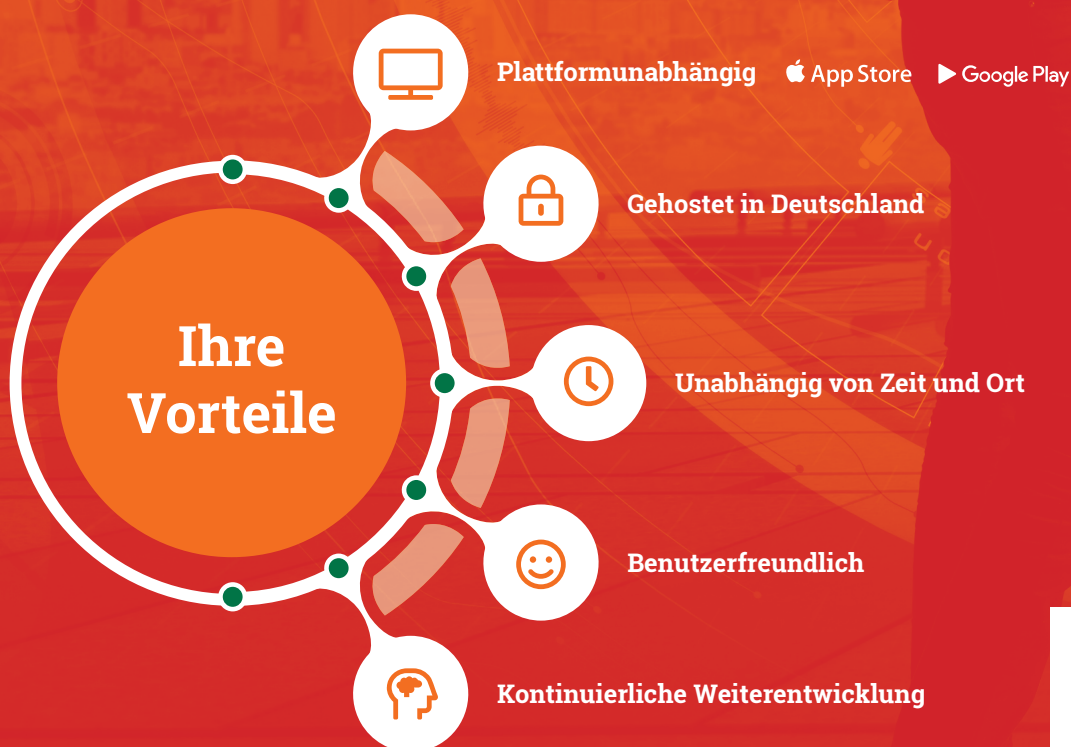 Plattformunabhängig App Store Google Play
Gehostet in Deutschland
Ihre
Vorteile
Unabhängig von Zeit und Ort
Benutzerfreundlich
Kontinuierliche Weiterentwicklung